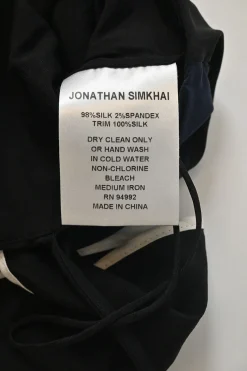 JONATHAN SIMKHAI
98%SILK 2%SPANDEX
TRIM 100%SILK
DRY CLEAN ONLY
OR HAND WASH
IN COLD WATER
NON-CHLORINE
BLEACH
MEDIUM IRON
RN 94992
MADE IN CHINA